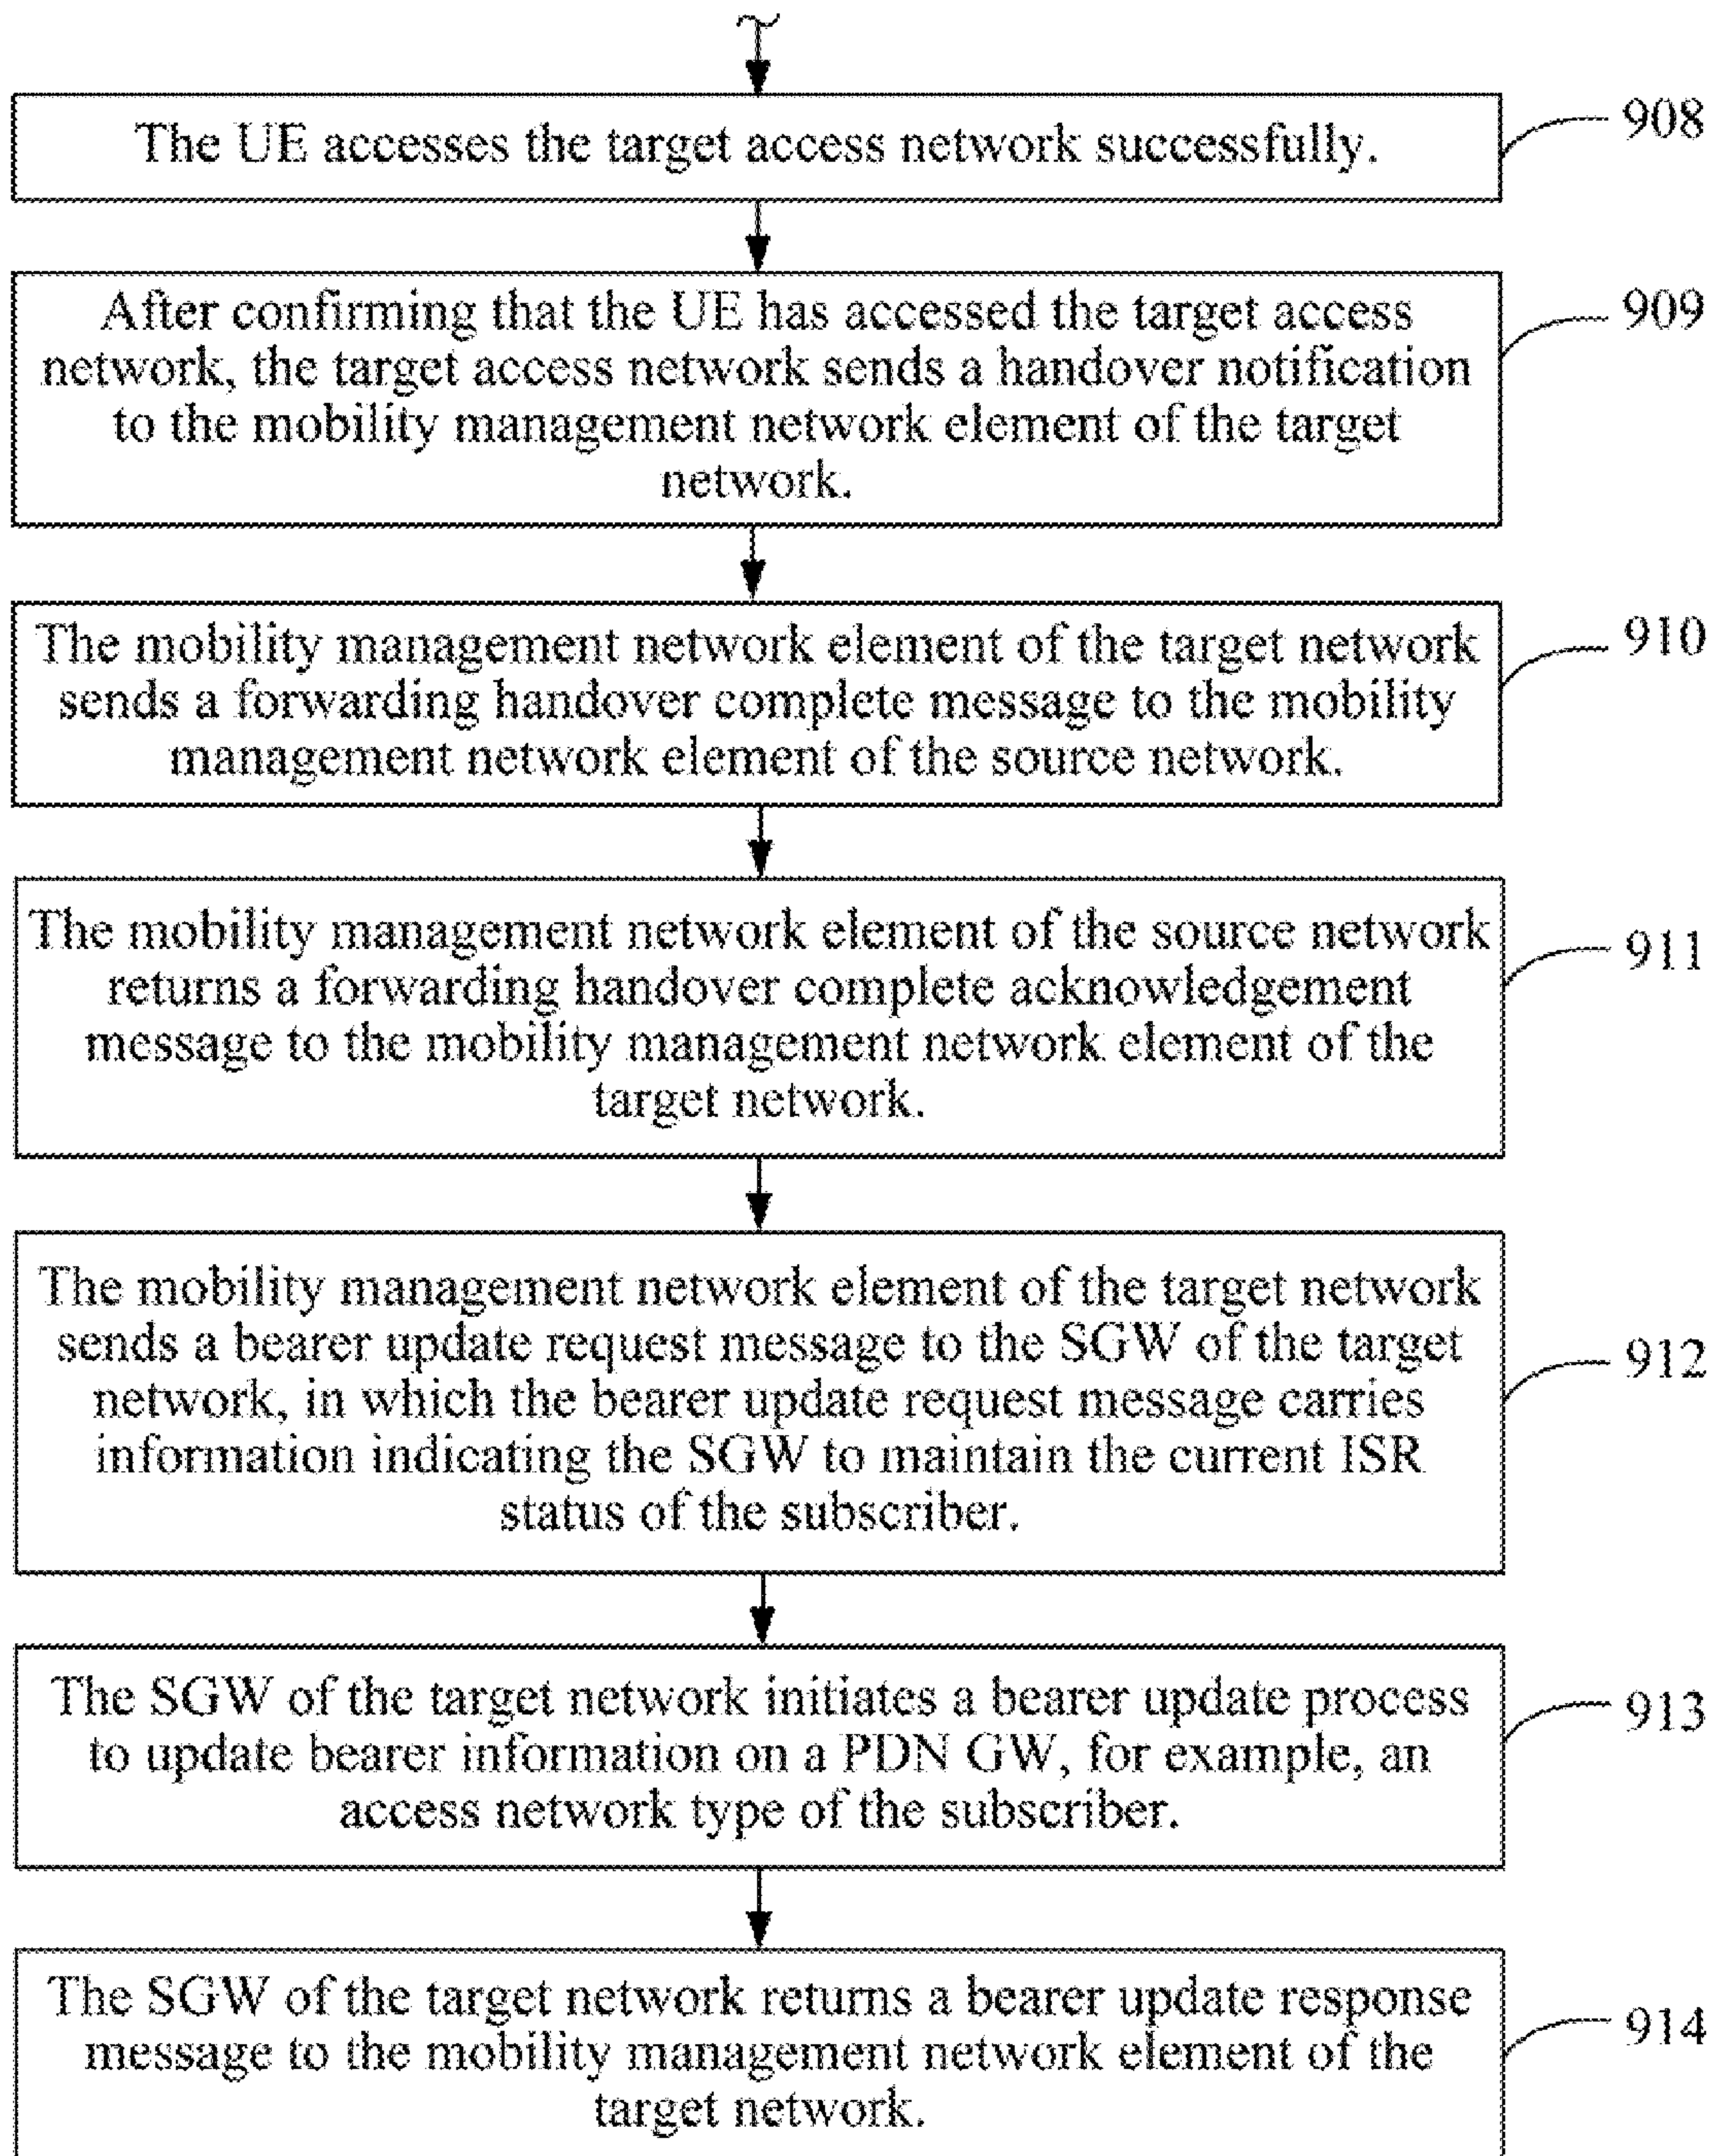 The UE accesses the target access network successfully.
908
After confirming that the UE has accessed the target access
network, the target access network sends a handover notification
to the mobility management network element of the target
network.
909
The mobility management network element of the target network
sends a forwarding handover complete message to the mobility
management network element of the source network.
910
The mobility management network element of the source network
returns a forwarding handover complete acknowledgement
message to the mobility management network element of the
target network.
911
The mobility management network element of the target network
sends a bearer update request message to the SGW of the target
network, in which the bearer update request message carries
information indicating the SGW to maintain the current ISR
status of the subscriber.
912
The SGW of the target network initiates a bearer update process
to update bearer information on a PDN GW, for example, an
access network type of the subscriber.
913
The SGW of the target network returns a bearer update response
message to the mobility management network element of the
target network.
914